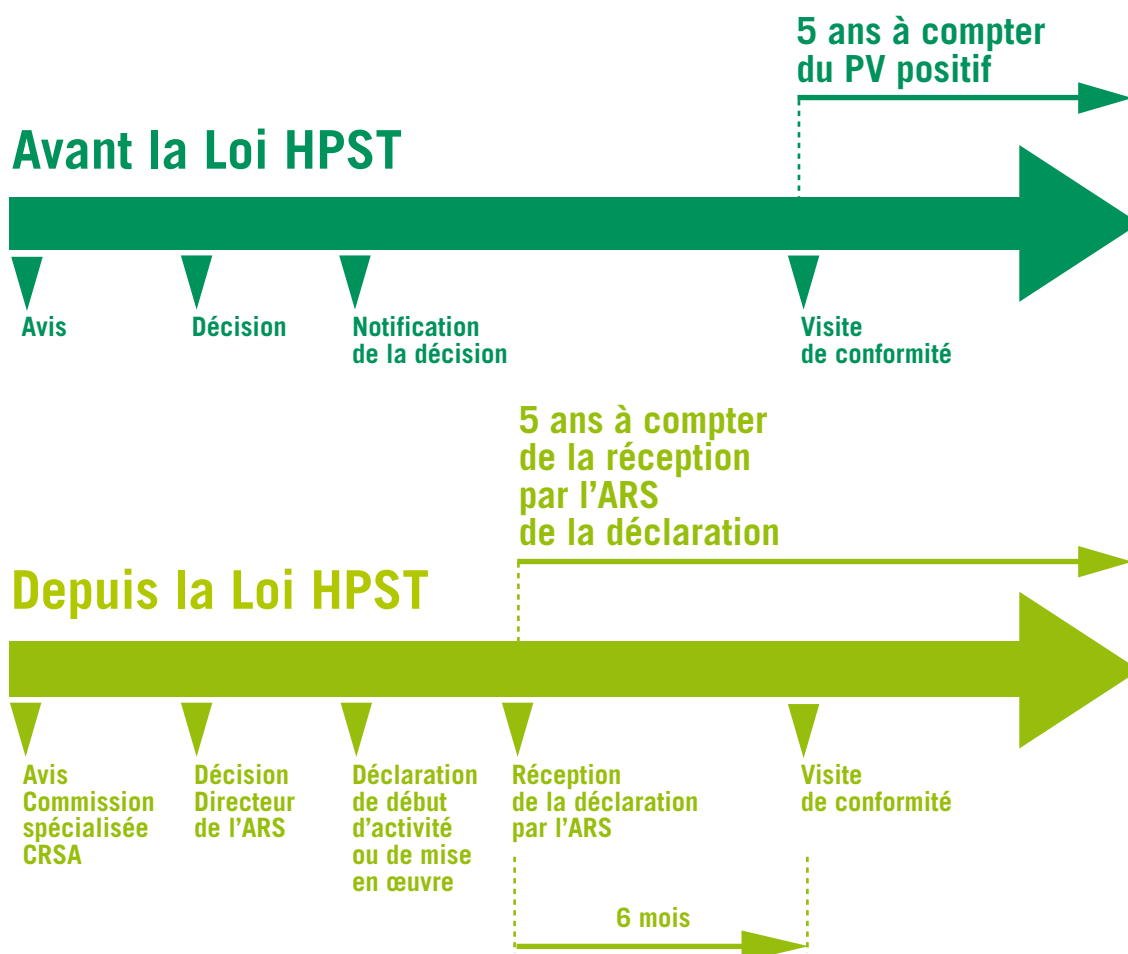 5 ans à compter
du PV positif
Avant la Loi HPST
Avis
Décision
Notification
de la décision
Visite
de conformité
5 ans à compter
de la réception
par l’ARS
de la déclaration
Depuis la Loi HPST
Avis
Commission
spécialisée
CRSA
Décision
Directeur
de l’ARS
Déclaration
de début
d’activité
ou de mise
en œuvre
Réception
de la déclaration
par l’ARS
Visite
de conformité
6 mois